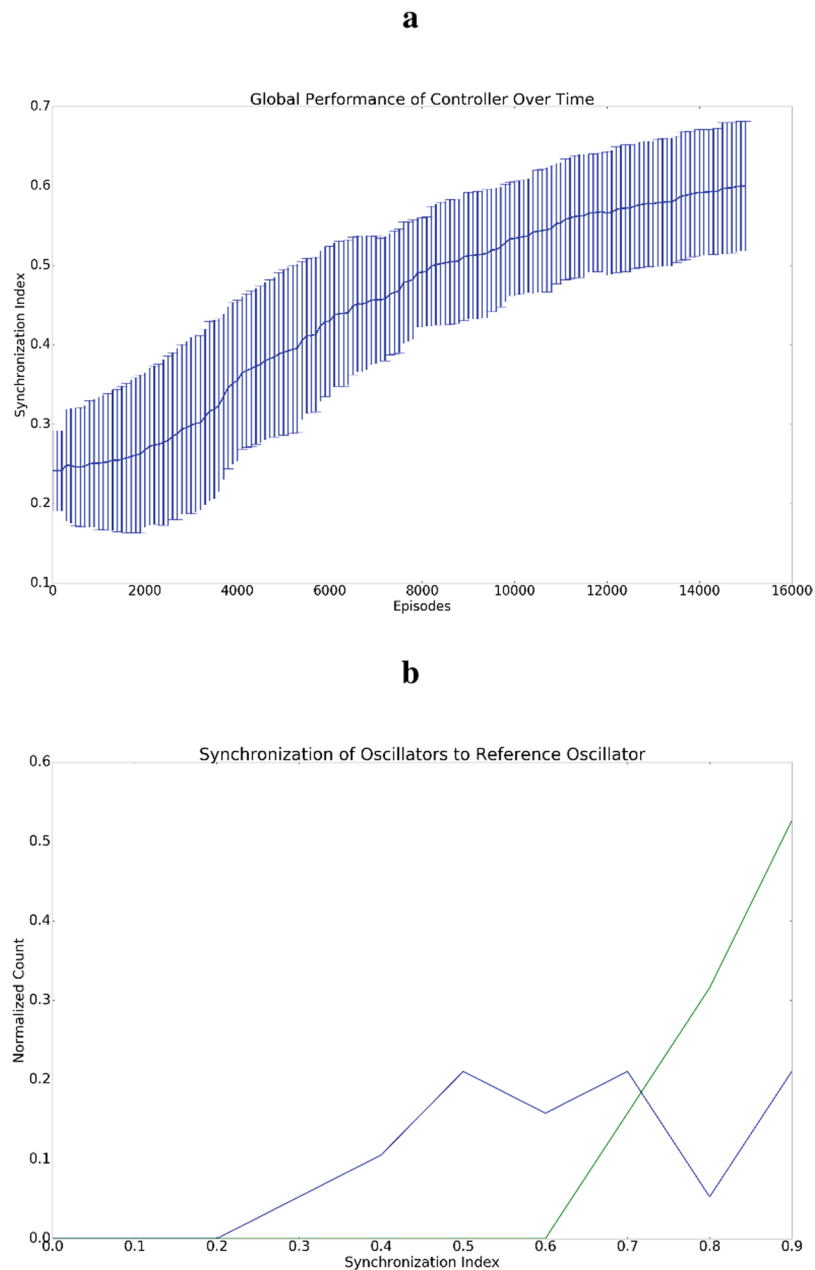 a
Global Performance of Controller Over Time
0.7
0.6
0.5
0.4
0.3
0.2
0.1
Synchronization Index
0 2000 4000 6000 8000 10000 12000 14000 16000
Episodes
b
Synchronization of Oscillators to Reference Oscillator
0.6
0.5
0.4
0.3
0.2
0.1
0.0
Normalized Count
0.0 0.1 0.2 0.3 0.4 0.5 0.6 0.7 0.8 0.9
Synchronization Index